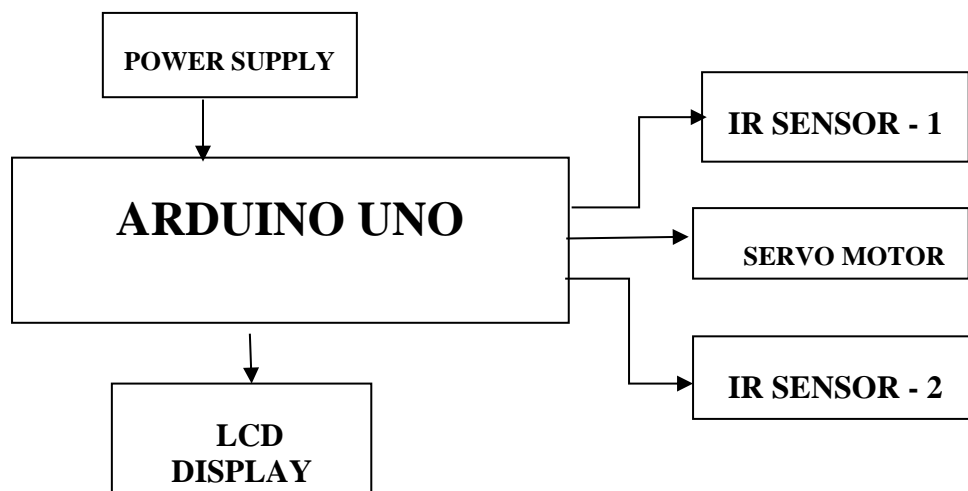 POWER SUPPLY
IR SENSOR - 1
ARDUINO UNO
SERVO MOTOR
IR SENSOR - 2
LCD
DISPLAY